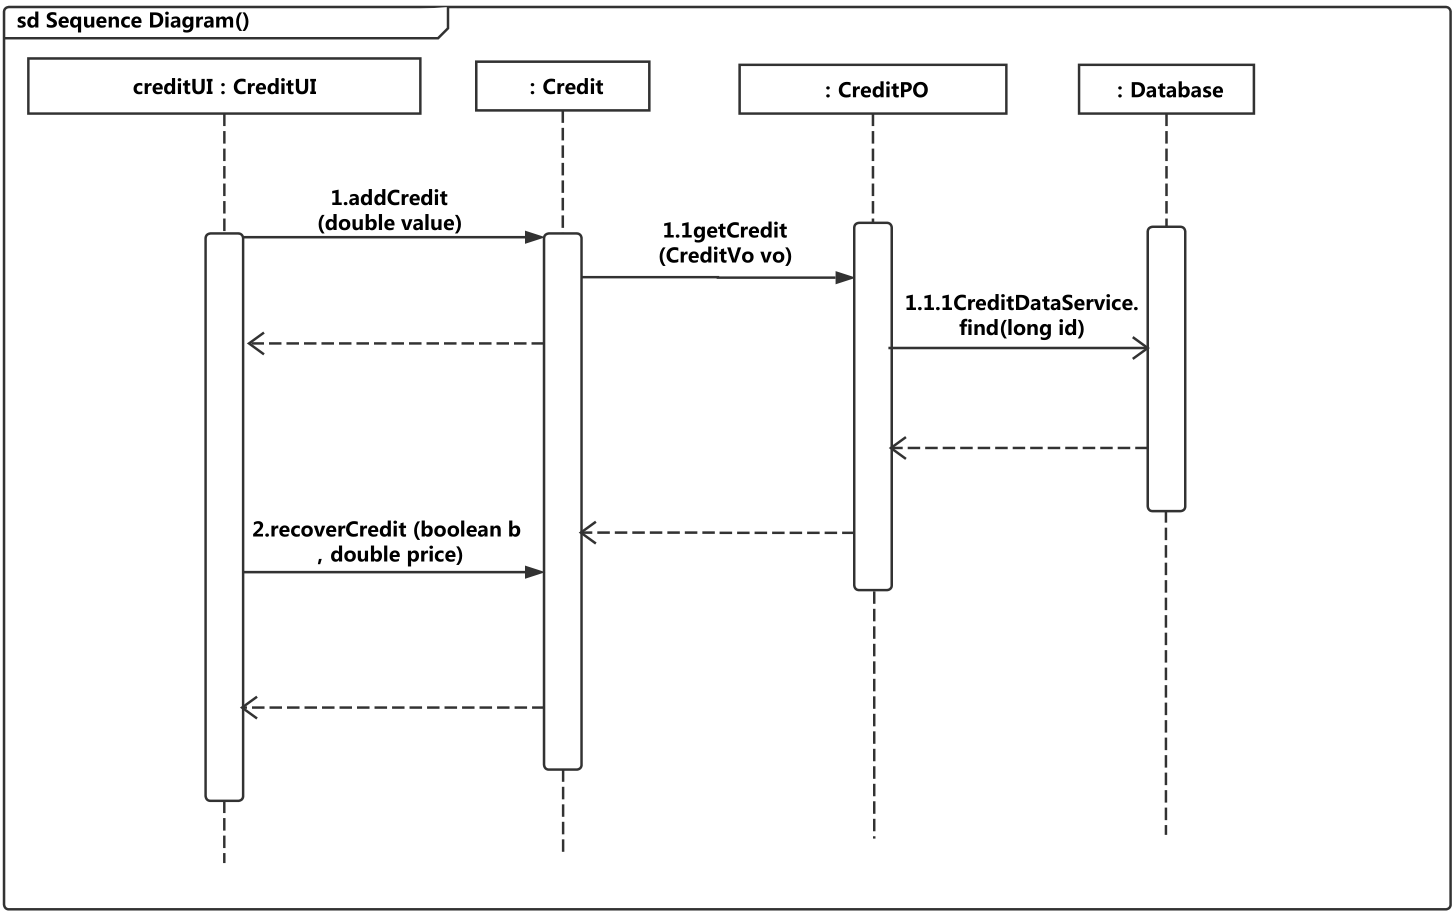 sd Sequence Diagram()
creditUI : CreditUI
: Credit
: CreditPO
: Database
1.addCredit
(double value)
1.1getCredit
(CreditVo vo)
1.1.1CreditDataService.
find(long id)
2.recoverCredit (boolean b
, double price)